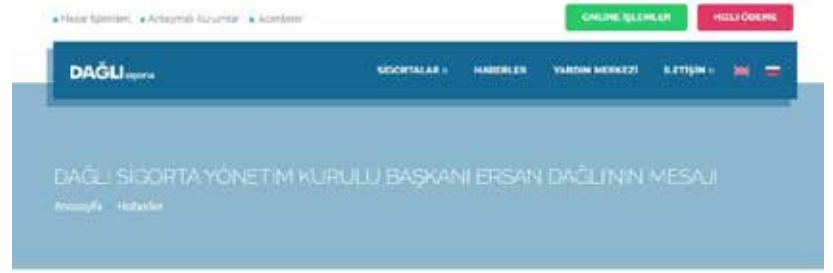 Hasar İşlemleri Anlaşmalı Kurumlar Acenteler
ONLINE İŞLEMLER
HIZLI ÖDEME
DAĞLI sigorta
SİGORTALAR HABERLER YARDIM MERKEZİ İLETİŞİM
DAĞLI SİGORTA YÖNETİM KURULU BAŞKANI ERSAN DAĞLI'NIN MESAJI
Anasayfa Haberler